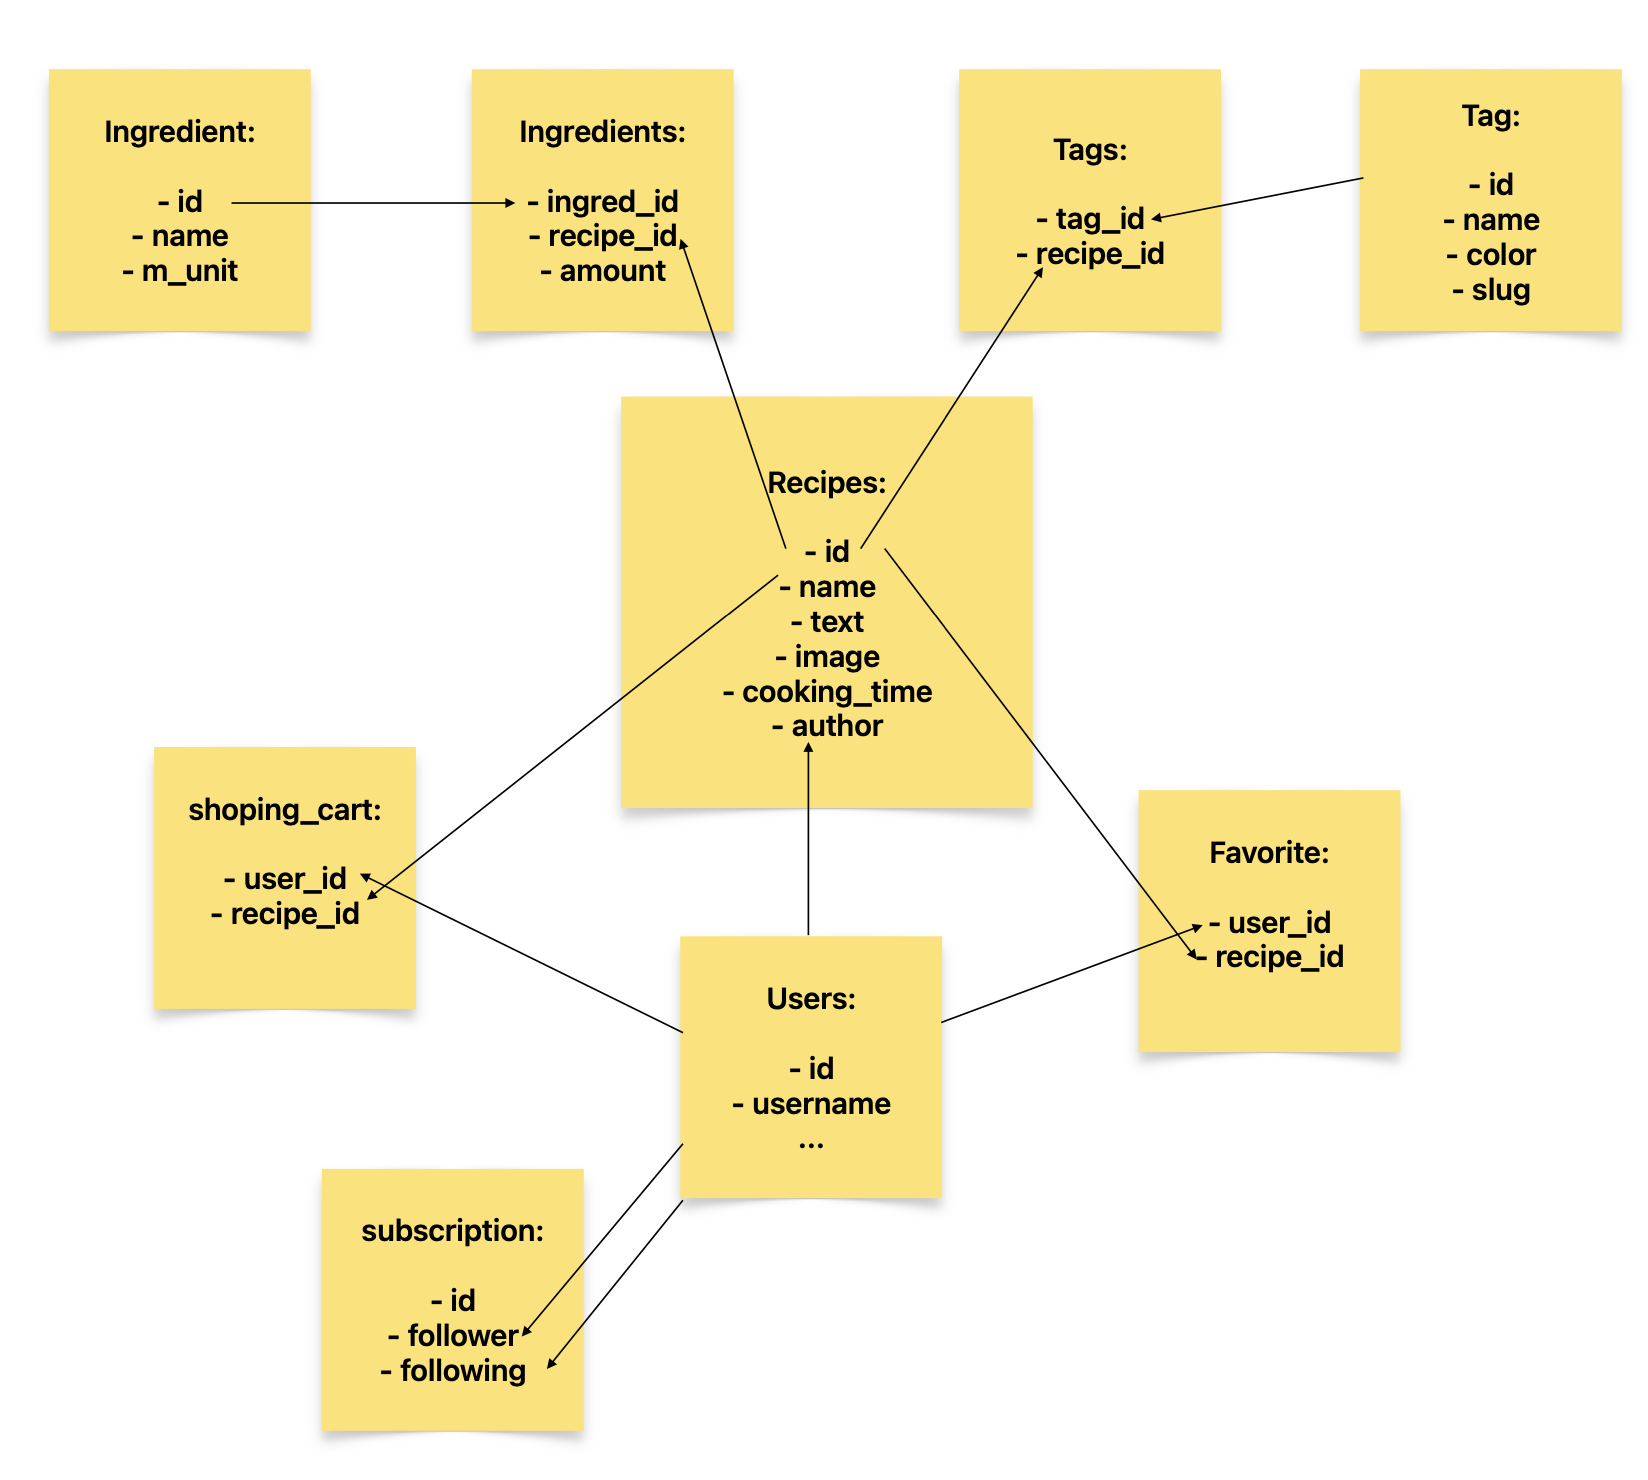 Ingredient:
- id
- name
- m_unit
Ingredients:
- ingred_id
- recipe_id
- amount
Tags:
- tag_id
- recipe_id
Tag:
- id
- name
- color
- slug
Recipes:
- id
- name
- text
- image
- cooking_time
- author
shoping_cart:
- user_id
- recipe_id
Favorite:
- user_id
- recipe_id
Users:
- id
- username
...
subscription:
- id
- follower
- following